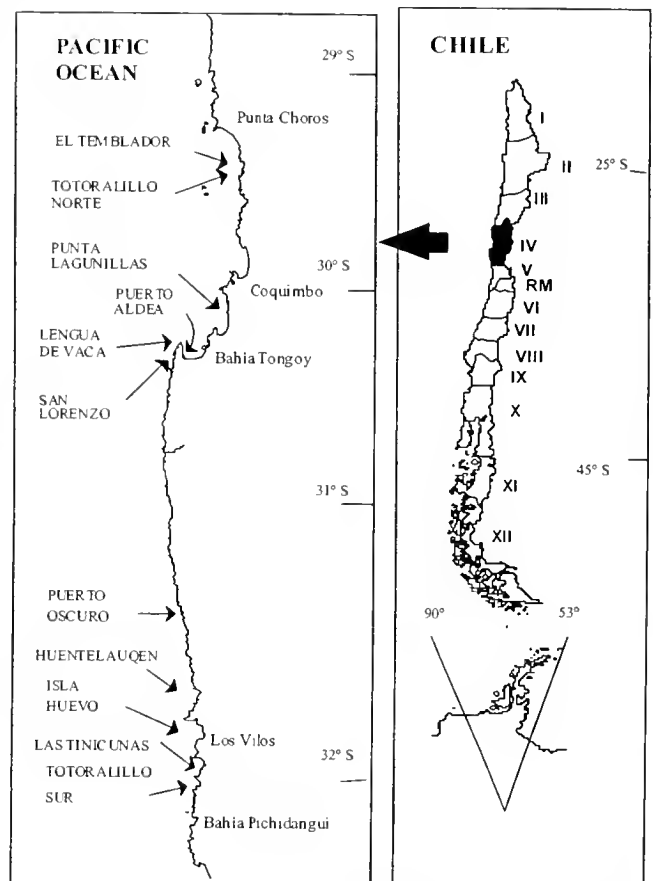 PACIFIC
OCEAN
29° S
Punta Choros
EL TEMBLADOR
TOTORALILLO
NORTE
PUNTA
LAGUNILLAS
30° S
PUERTO
ALDEA
Coquimbo
LENGUA
DE VACA
Bahia Tongoy
SAN
LORENZO
31° S
PUERTO
OSCURO
HUENTELAUQEN
ISLA
HUEVO
Los Vilos
LAS TINICUNAS
32° S
TOTORALILLO
SUR
Bahia Pichidangui
CHILE
I
II
25° S
III
IV
V
RM
VI
VII
VIII
IX
X
45° S
XI
XII
90°
53°